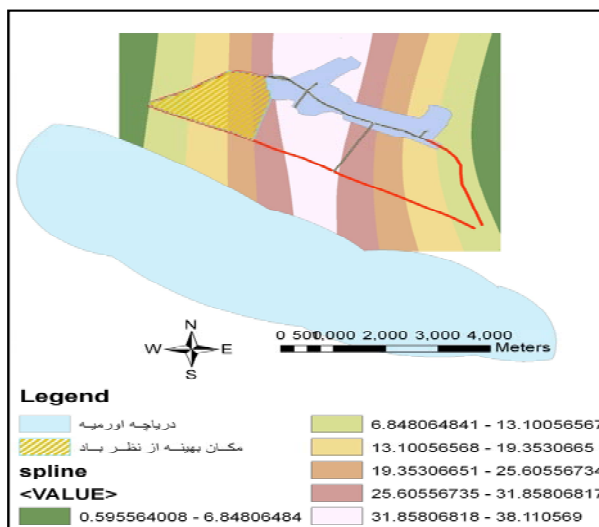 N
W E
S
0 500 1,000 2,000 3,000 4,000
Meters
Legend
دریاچه اورمیه
مکان بهینه از نظر باد
spline
<VALUE>
0.595564008 - 6.84806484
6.848064841 - 13.10056567
13.10056568 - 19.3530665
19.35306651 - 25.60556734
25.60556735 - 31.85806817
31.85806818 - 38.110569